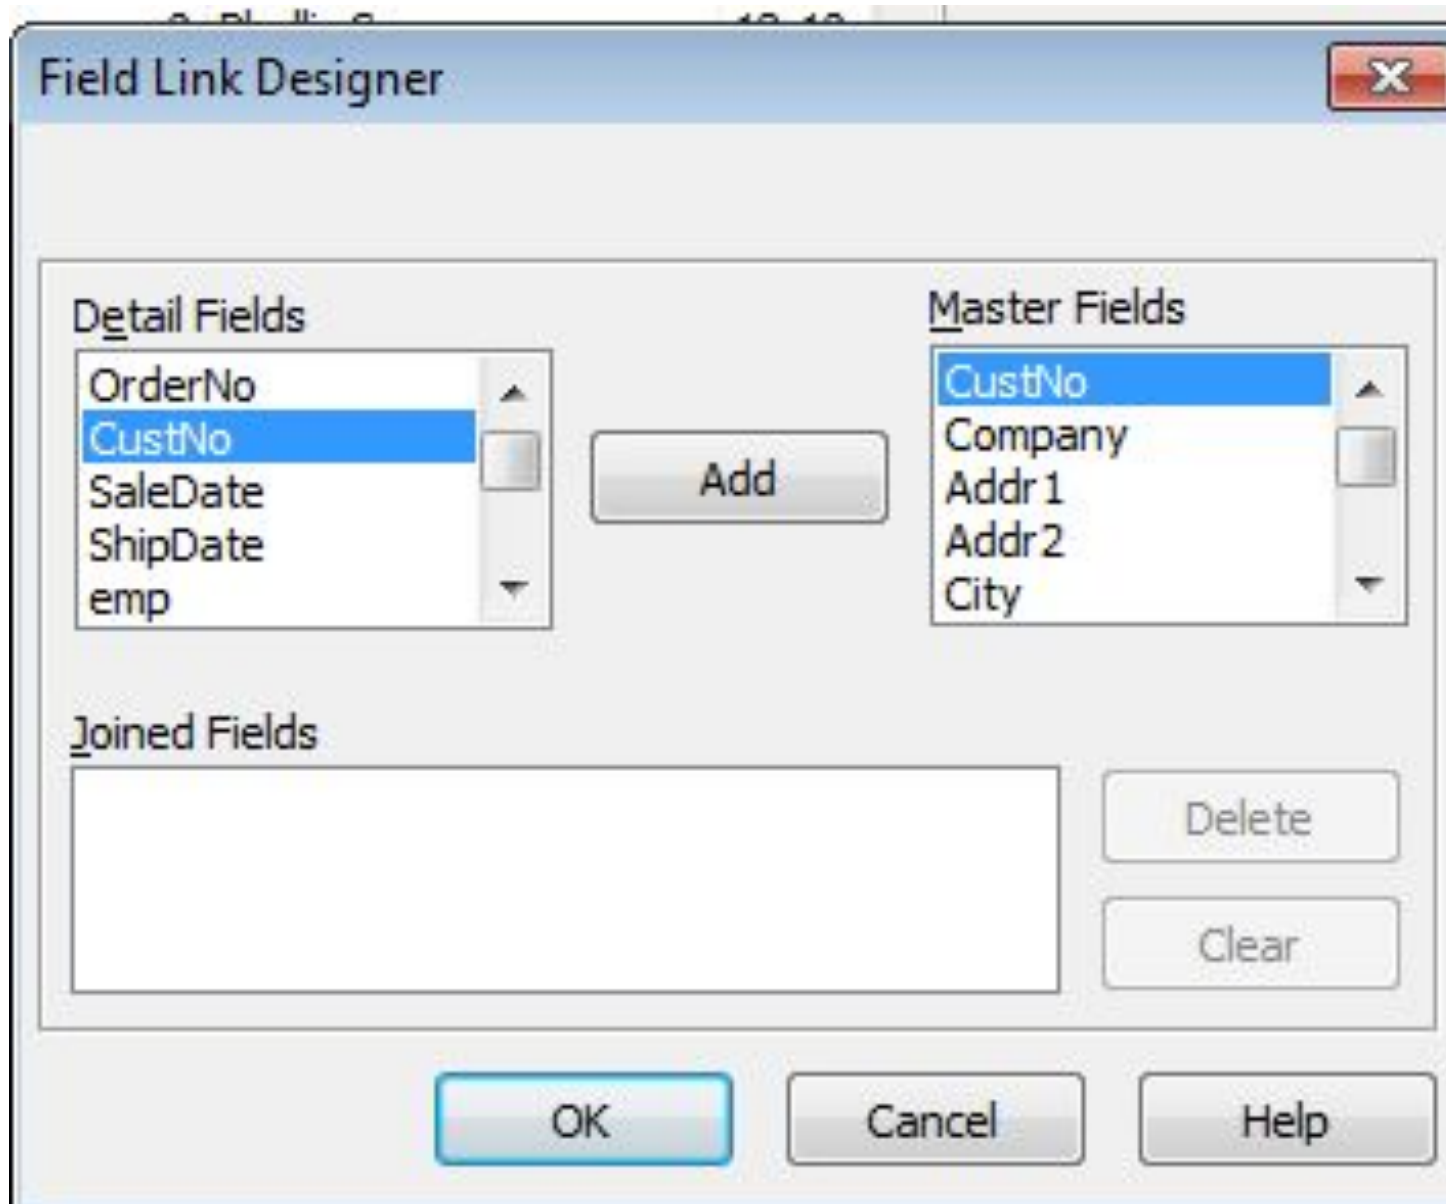 Field Link Designer
Detail Fields
OrderNo
CustNo
SaleDate
ShipDate
emp
Add
Master Fields
CustNo
Company
Addr1
Addr2
City
Joined Fields
Delete
Clear
OK
Cancel
Help